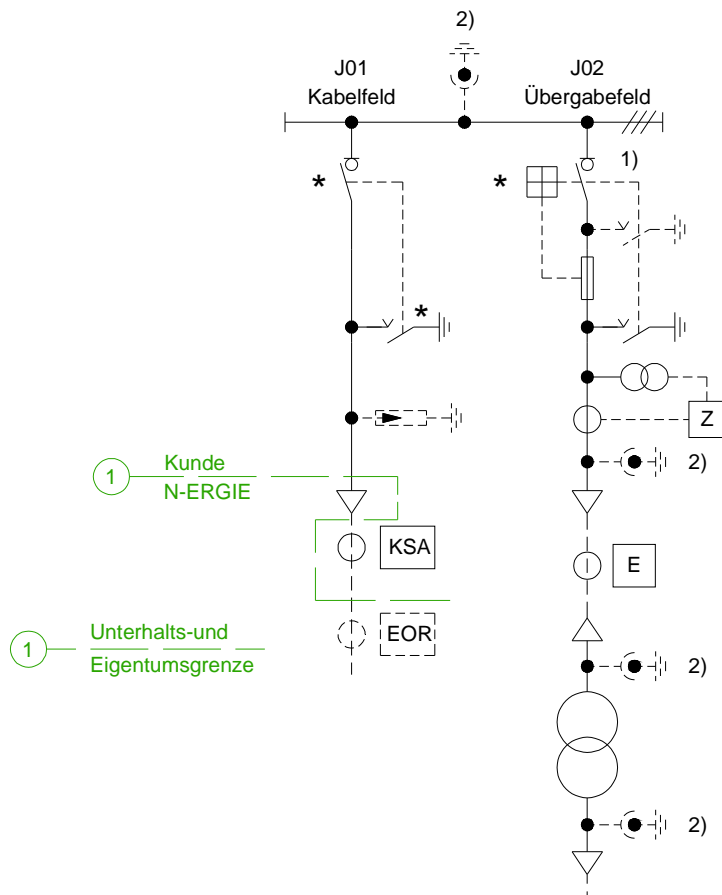 2)
J01
Kabelfeld
J02
Übergabefeld
1)
*
*
*
Z
1
Kunde
N-ERGIE
2)
KSA
E
1
Unterhalts-und
Eigentumsgrenze
EOR
2)
2)